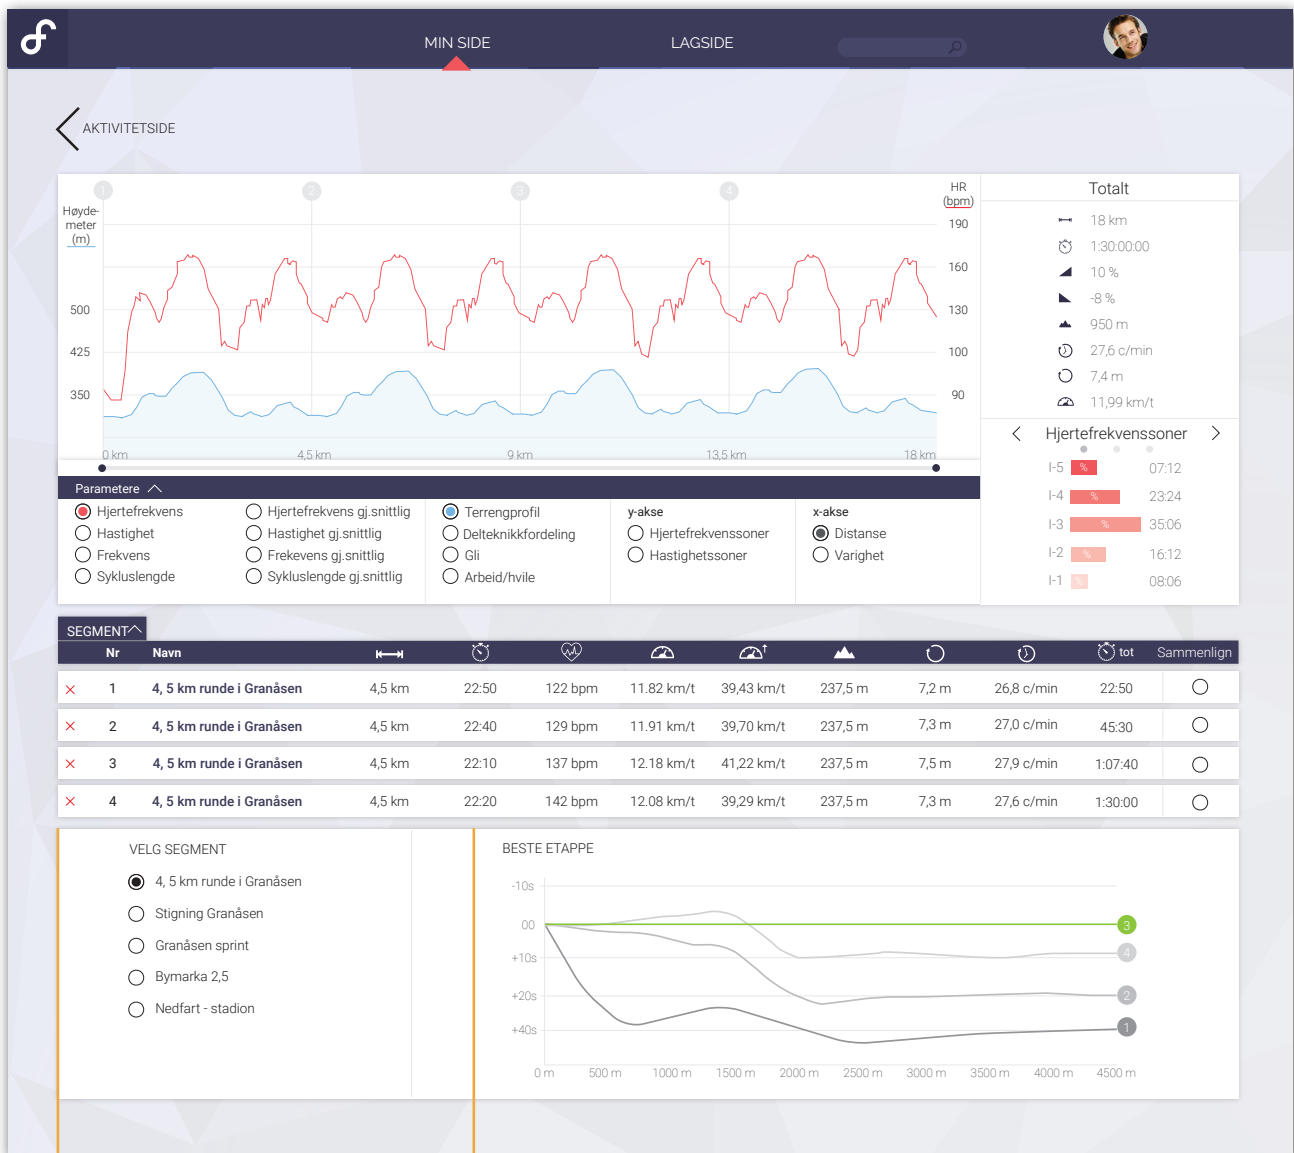 MIN SIDE
LAGSIDE
AKTIVITETSIDE
1 2 3 4
Høyde-
meter
(m)
500
425
350
HR
(bpm)
190
160
130
100
90
0 km 4,5 km 9 km 13,5 km 18 km
Totalt
18 km
1:30:00:00
10 %
-8 %
950 m
27,6 c/min
7,4 m
11,99 km/t
Hjertefrekvenssoner
I-5 % 07:12
I-4 % 23:24
I-3 % 35:06
I-2 % 16:12
I-1 % 08:06
Parametere
Hjertefrekvens
Hastighet
Frekvens
Sykluslengde
Hjertefrekvens gj.snittlig
Hastighet gj.snittlig
Frekevens gj.snittlig
Sykluslengde gj.snittlig
Terrengprofil
Delteknikkfordeling
Gli
Arbeid/hvile
y-akse
Hjertefrekvenssoner
Hastighetssoner
x-akse
Distanse
Varighet
SEGMENT
Nr Navn tot Sammenlign
1 4, 5 km runde i Granåsen 4,5 km 22:50 122 bpm 11.82 km/t 39,43 km/t 237,5 m 7,2 m 26,8 c/min 22:50
2 4, 5 km runde i Granåsen 4,5 km 22:40 129 bpm 11.91 km/t 39,70 km/t 237,5 m 7,3 m 27,0 c/min 45:30
3 4, 5 km runde i Granåsen 4,5 km 22:10 137 bpm 12.18 km/t 41,22 km/t 237,5 m 7,5 m 27,9 c/min 1:07:40
4 4, 5 km runde i Granåsen 4,5 km 22:20 142 bpm 12.08 km/t 39,29 km/t 237,5 m 7,3 m 27,6 c/min 1:30:00
VELG SEGMENT
4, 5 km runde i Granåsen
Stigning Granåsen
Granåsen sprint
Bymarka 2,5
Nedfart - stadion
BESTE ETAPPE
-10s
00
+10s
+20s
+40s
3
4
2
1
0 m 500 m 1000 m 1500 m 2000 m 2500 m 3000 m 3500 m 4000 m 4500 m